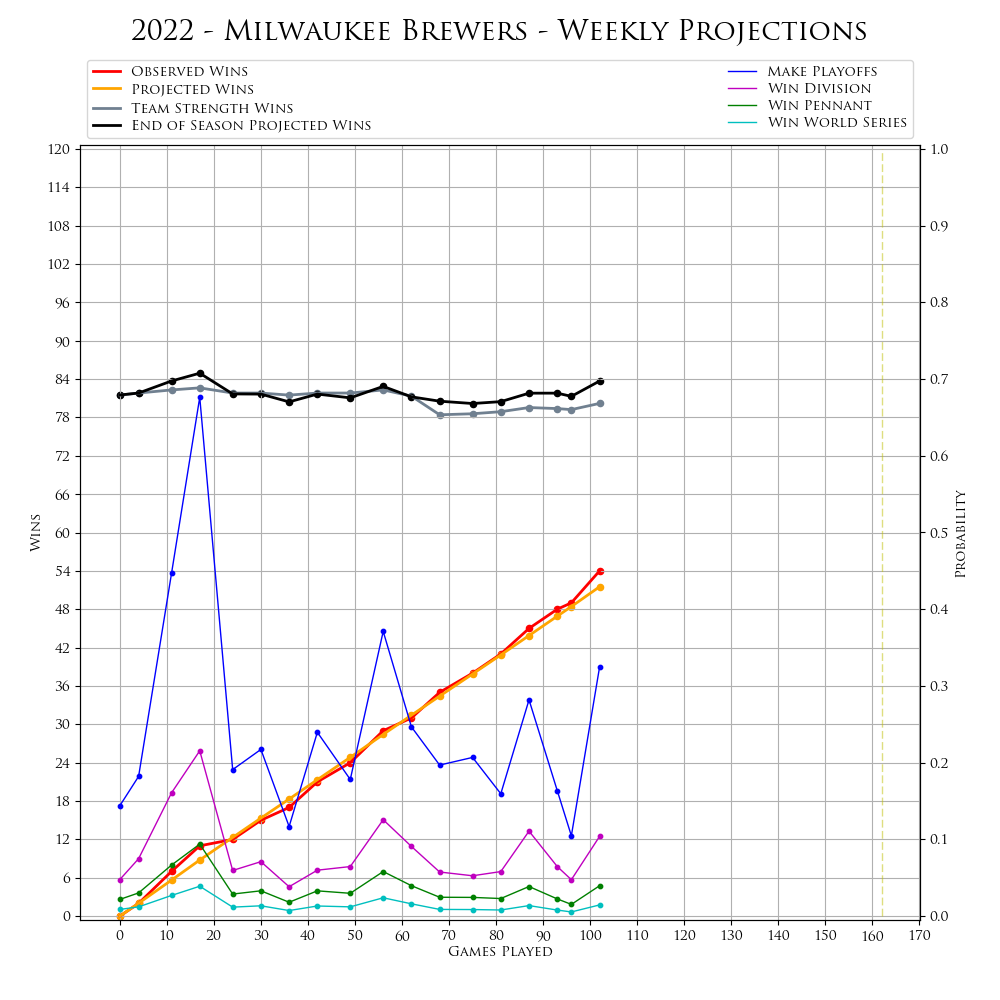 2022 - Milwaukee Brewers - Weekly Projections
Observed Wins
Projected Wins
Team Strength Wins
End of Season Projected Wins
Make Playoffs
Win Division
Win Pennant
Win World Series
120
114
108
102
96
90
84
78
72
66
60
54
48
42
36
30
24
18
12
6
0
Wins
1.0
0.9
0.8
0.7
0.6
0.5
0.4
0.3
0.2
0.1
0.0
Probability
0 10 20 30 40 50 60 70 80 90 100 110 120 130 140 150 160 170
Games Played